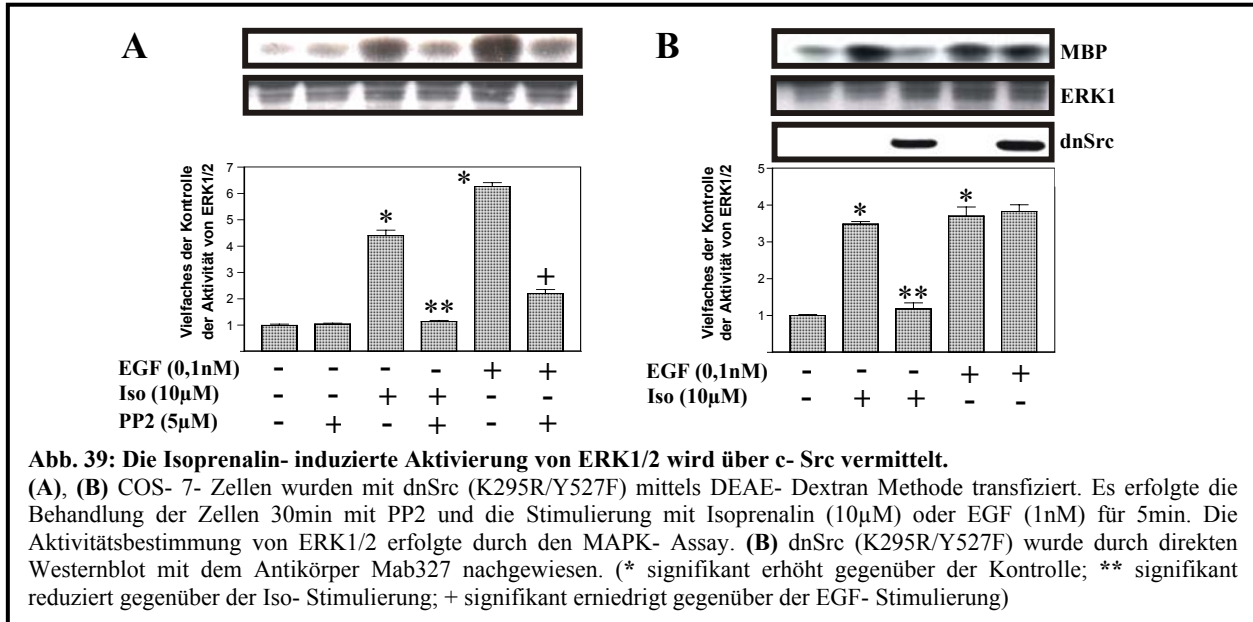 A
B
MBP
ERK1
dnSrc
Vielfaches der Kontrolle
der Aktivität von ERK1/2
7
6
5
4
3
2
1
*
**
*
+
Vielfaches der Kontrolle
der Aktivität von ERK1/2
5
4
3
2
1
*
**
*
EGF (0,1nM) - - - - + +
Iso (10µM) - - + + - -
PP2 (5µM) - + - + - +
EGF (0,1nM) - - - + +
Iso (10µM) - + + - -
Abb. 39: Die Isoprenalin- induzierte Aktivierung von ERK1/2 wird über c- Src vermittelt.
(A), (B) COS- 7- Zellen wurden mit dnSrc (K295R/Y527F) mittels DEAE- Dextran Methode transfiziert. Es erfolgte die
Behandlung der Zellen 30min mit PP2 und die Stimulierung mit Isoprenalin (10µM) oder EGF (1nM) für 5min. Die
Aktivitätsbestimmung von ERK1/2 erfolgte durch den MAPK- Assay. (B) dnSrc (K295R/Y527F) wurde durch direkten
Westernblot mit dem Antikörper Mab327 nachgewiesen. (* signifikant erhöht gegenüber der Kontrolle; ** signifikant
reduziert gegenüber der Iso- Stimulierung; + signifikant erniedrigt gegenüber der EGF- Stimulierung)